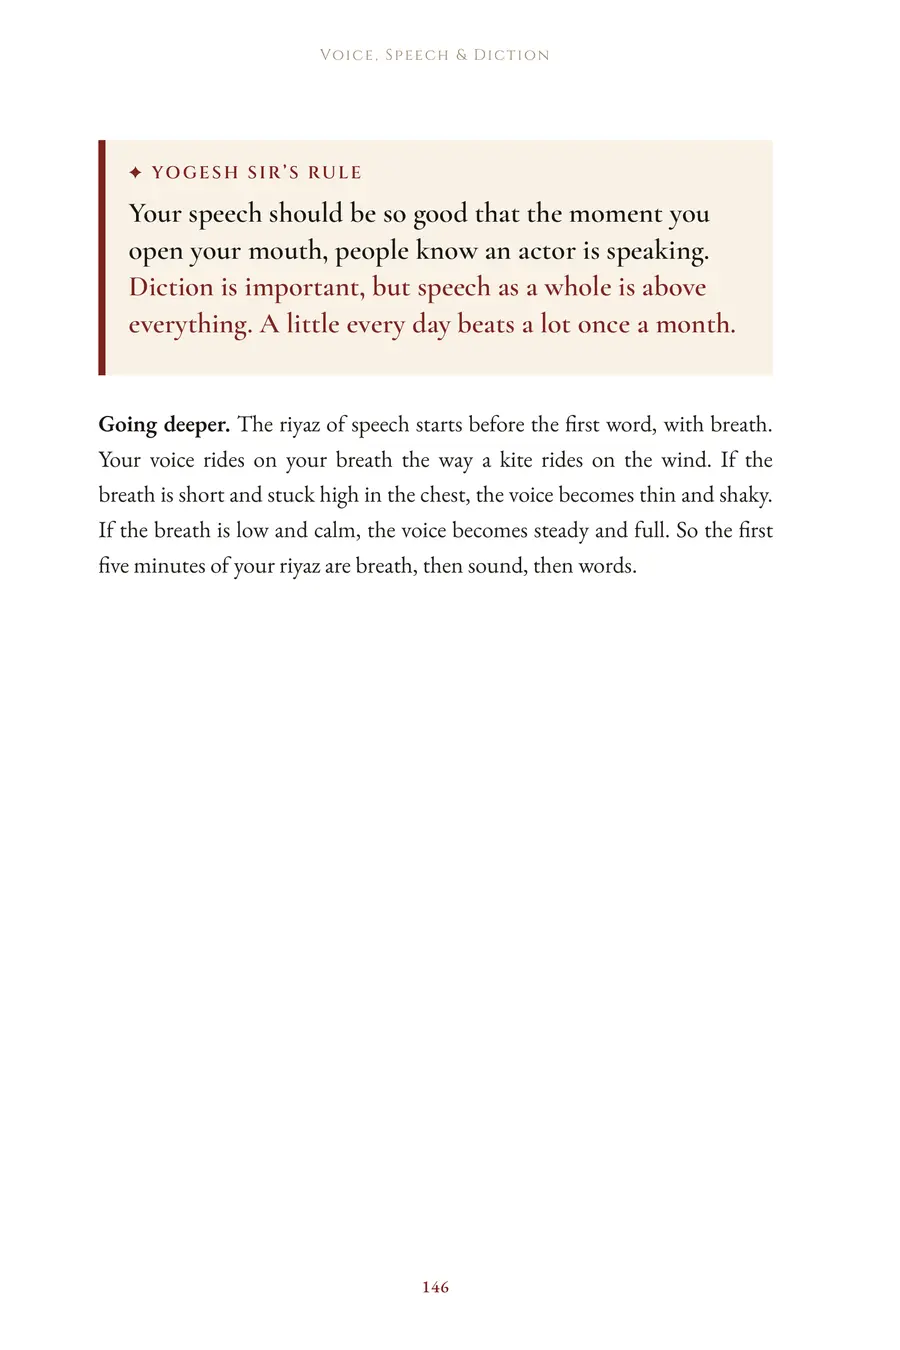 Voice, Speech & Diction
✦ YOGESH SIR’S RULE
Your speech should be so good that the moment you
open your mouth, people know an actor is speaking.
Diction is important, but speech as a whole is above
everything. A little every day beats a lot once a month.
Going deeper. The riyaz of speech starts before the first word, with breath.
Your voice rides on your breath the way a kite rides on the wind. If the
breath is short and stuck high in the chest, the voice becomes thin and shaky.
If the breath is low and calm, the voice becomes steady and full. So the first
five minutes of your riyaz are breath, then sound, then words.
146